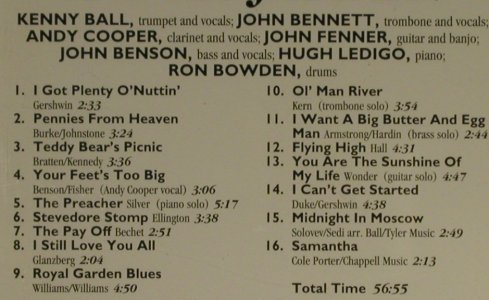 KENNY BALL, trumpet and vocals; JOHN BENNETT, trombone and vocals;
ANDY COOPER, clarinet and vocals; JOHN FENNER, guitar and banjo;
JOHN BENSON, bass and vocals; HUGH LEDIGO, piano;
RON BOWDEN, drums
1. I Got Plenty O'Nuttin'
Gershwin 2:33
2. Pennies From Heaven
Burke/Johnstone 3:24
3. Teddy Bear's Picnic
Bratten/Kennedy 3:36
4. Your Feet's Too Big
Benson/Fisher (Andy Cooper vocal) 3:06
5. The Preacher Silver (piano solo) 5:17
6. Stevedore Stomp Ellington 3:38
7. The Pay Off Bechet 2:51
8. I Still Love You All
Glanzberg 2:04
9. Royal Garden Blues
Williams/Williams 4:50
10. Ol' Man River
Kern (trombone solo) 3:54
11. I Want A Big Butter And Egg
Man Armstrong/Hardin (brass solo) 2:44
12. Flying High Hall 4:31
13. You Are The Sunshine Of
My Life Wonder (guitar solo) 4:47
14. I Can't Get Started
Duke/Gershwin 4:38
15. Midnight In Moscow
Solovev/Sedi arr. Ball/Tyler Music 2:49
16. Samantha
Cole Porter/Chappell Music 2:13
Total Time 56:55